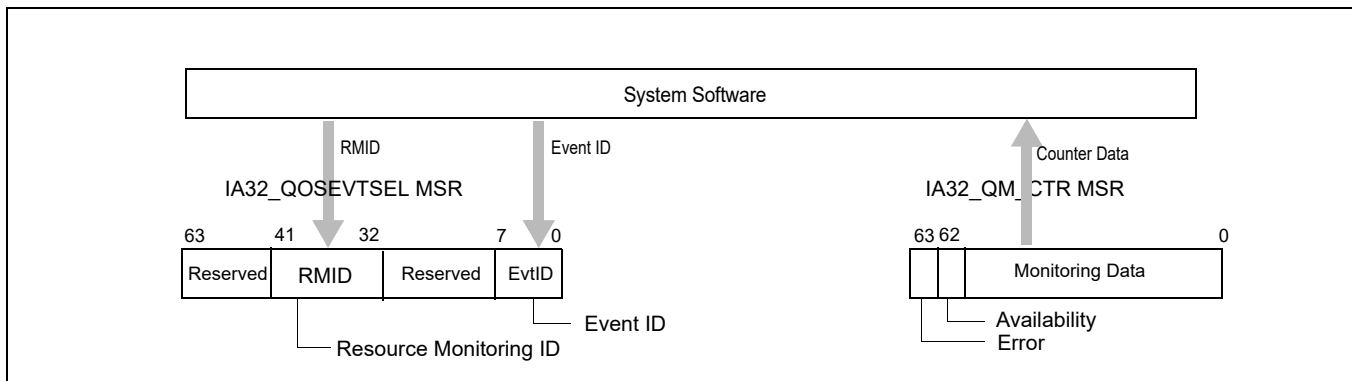 System Software
RMID
Event ID
Counter Data
IA32_QOSEVTSEL MSR
IA32_QM_CTR MSR
63 41 32 7 0
63 62 0
Reserved RMID Reserved EvtID
Monitoring Data
Event ID
Resource Monitoring ID
Availability
Error